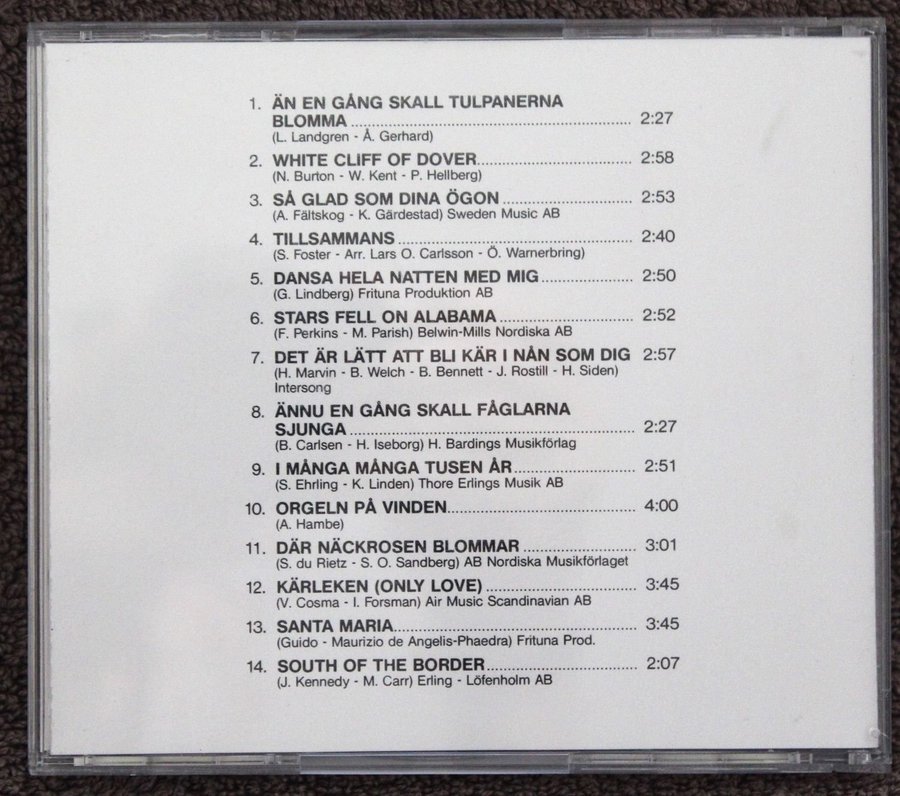 1. ÄN EN GÅNG SKALL TULPANERNA
BLOMMA ........ 2:27
(L. Landgren - Å. Gerhard)
2. WHITE CLIFF OF DOVER ........ 2:58
(N. Burton - W. Kent - P. Hellberg)
3. SÅ GLAD SOM DINA ÖGON ........ 2:53
(A. Fältskog - K. Gärdestad) Sweden Music AB
4. TILLSAMMANS ........ 2:40
(S. Foster - Arr. Lars O. Carlsson - Ö. Warnerbring)
5. DANSA HELA NATTEN MED MIG ........ 2:50
(G. Lindberg) Frituna Produktion AB
6. STARS FELL ON ALABAMA ........ 2:52
(F. Perkins - M. Parish) Belwin-Mills Nordiska AB
7. DET ÄR LÄTT ATT BLI KÄR I NÅN SOM DIG 2:57
(H. Marvin - B. Welch - B. Bennett - J. Rostill - H. Siden)
Intersong
8. ÄNNU EN GÅNG SKALL FÅGLARNA
SJUNGA ........ 2:27
(B. Carlsen - H. Iseborg) H. Bardings Musikförlag
9. I MÅNGA MÅNGA TUSEN ÅR ........ 2:51
(S. Ehrling - K. Linden) Thore Erlings Musik AB
10. ORGELN PÅ VINDEN ........ 4:00
(A. Hambe)
11. DÄR NÄCKROSEN BLOMMAR ........ 3:01
(S. du Rietz - S. O. Sandberg) AB Nordiska Musikförlaget
12. KÄRLEKEN (ONLY LOVE) ........ 3:45
(V. Cosma - I. Forsman) Air Music Scandinavian AB
13. SANTA MARIA ........ 3:45
(Guido - Maurizio de Angelis-Phaedra) Frituna Prod.
14. SOUTH OF THE BORDER ........ 2:07
(J. Kennedy - M. Carr) Erling - Löfenholm AB